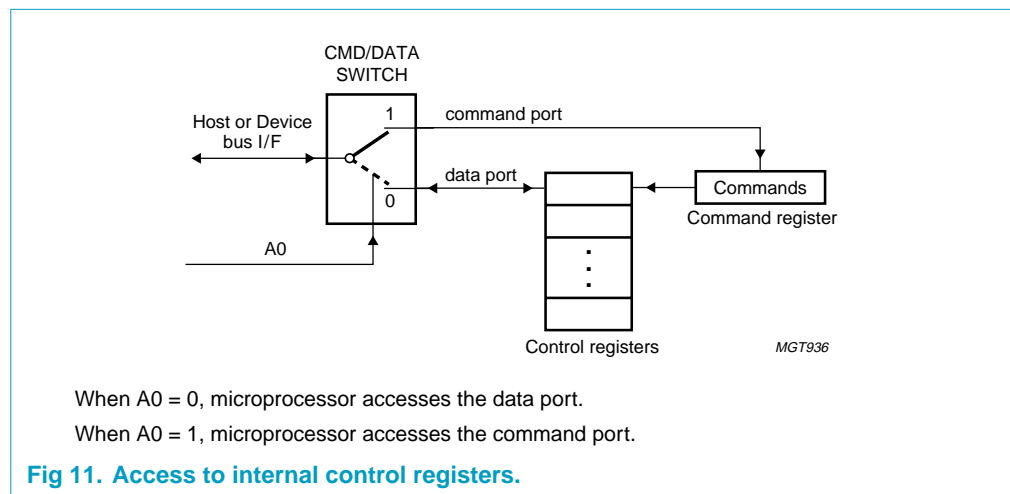 CMD/DATA
SWITCH
Host or Device
bus I/F
1
command port
data port
0
A0
Commands
Command register
Control registers
MGT936
When A0 = 0, microprocessor accesses the data port.
When A0 = 1, microprocessor accesses the command port.
Fig 11. Access to internal control registers.